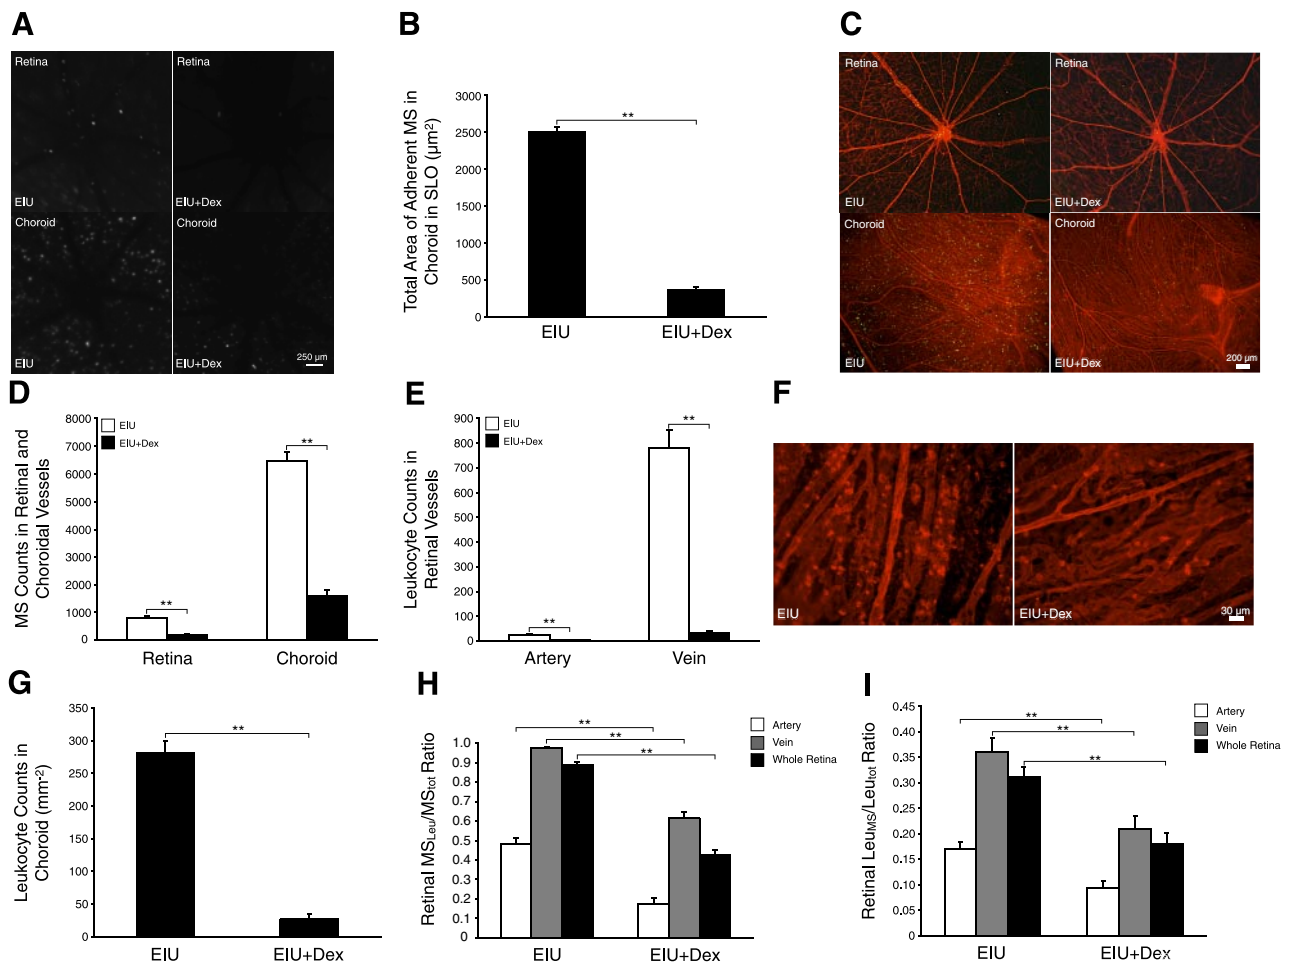 A
Retina
Retina
EIU
EIU+Dex
Choroid
Choroid
EIU
EIU+Dex
250 µm
B
Total Area of Adherent MS in
Choroid in SLO (µm²)
3000
2500
2000
1500
1000
500
0
**
EIU
EIU+Dex
C
Retina
Retina
EIU
EIU+Dex
Choroid
Choroid
EIU
EIU+Dex
200 µm
D
MS Counts in Retinal and
Choroidal Vessels
8000
7000
6000
5000
4000
3000
2000
1000
0
EIU
EIU+Dex
**
**
Retina
Choroid
E
Leukocyte Counts in
Retinal Vessels
900
800
700
600
500
400
300
200
100
0
EIU
EIU+Dex
**
**
Artery
Vein
F
EIU
EIU+Dex
30 µm
G
Leukocyte Counts in
Choroid (mm⁻²)
350
300
250
200
150
100
50
0
**
EIU
EIU+Dex
H
Retinal MS_Leu/MS_tot Ratio
1.0
0.9
0.8
0.7
0.6
0.5
0.4
0.3
0.2
0.1
0
**
**
**
Artery
Vein
Whole Retina
EIU
EIU+Dex
I
Retinal Leu_MS/Leu_tot Ratio
0.45
0.40
0.35
0.30
0.25
0.20
0.15
0.10
0.05
0
**
**
**
Artery
Vein
Whole Retina
EIU
EIU+Dex